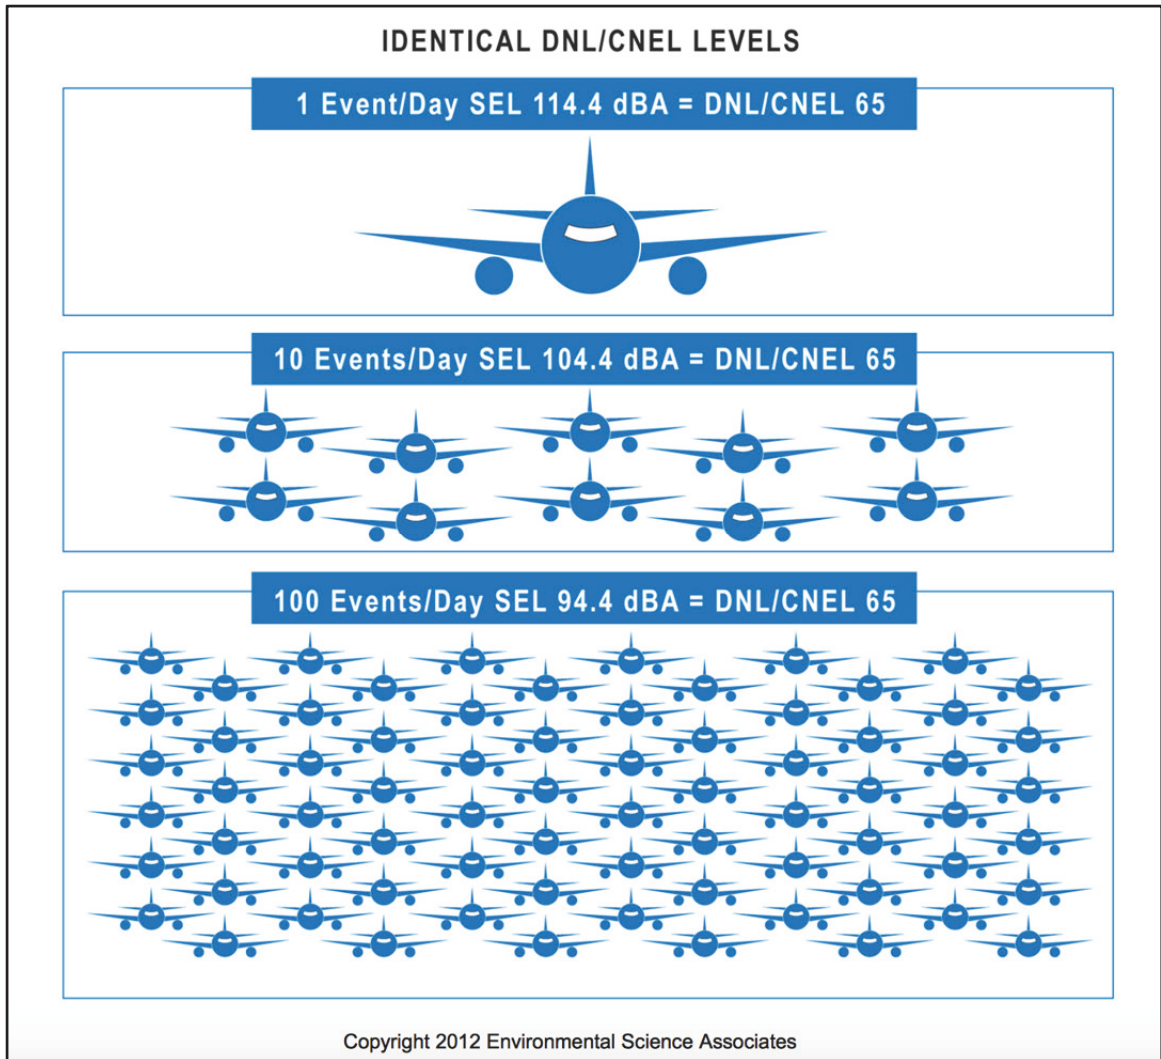 IDENTICAL DNL/CNEL LEVELS
1 Event/Day SEL 114.4 dBA = DNL/CNEL 65
10 Events/Day SEL 104.4 dBA = DNL/CNEL 65
100 Events/Day SEL 94.4 dBA = DNL/CNEL 65
Copyright 2012 Environmental Science Associates